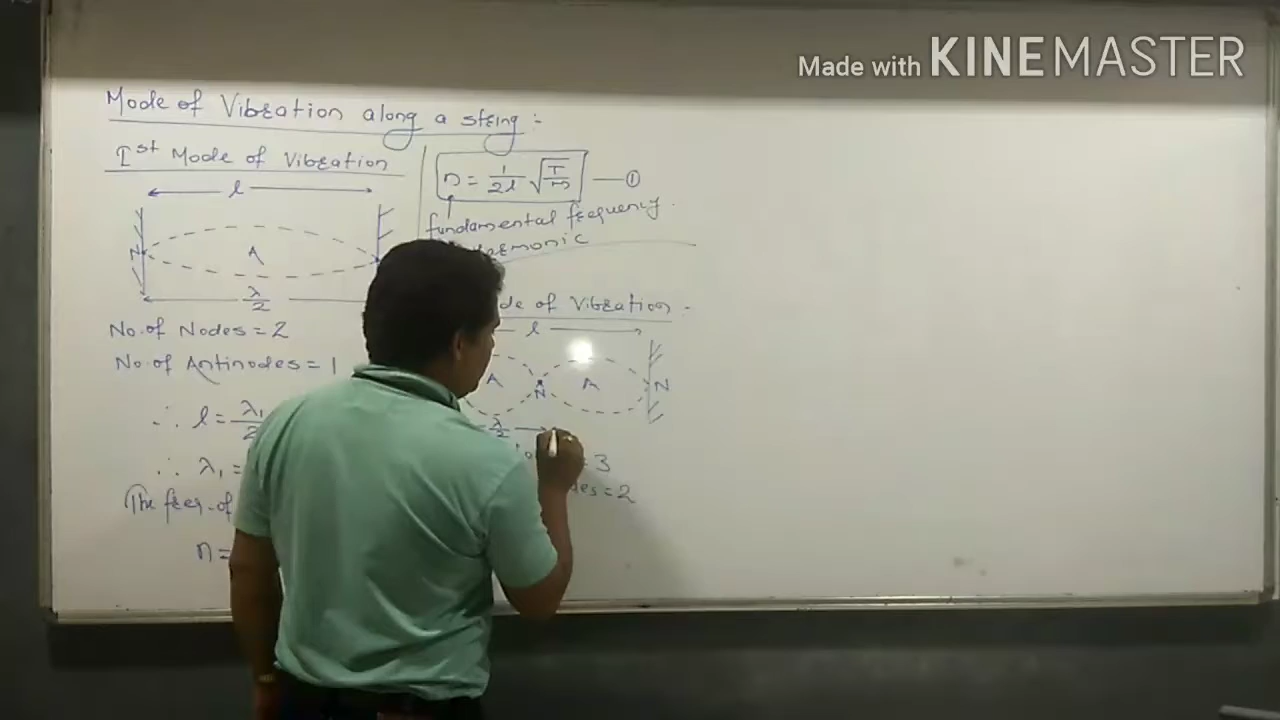 Made with KINEMASTER
Mode of Vibration along a string :-
Ist Mode of Vibration
l
N A
λ/2
No. of Nodes = 2
No. of Antinodes = 1
∴ l = λ1/2
∴ λ1 =
The freq. of
n =
n = 1/2l √T/m — ①
fundamental frequency
harmonic
de of Vibration :-
l
A N A N
λ/2
= 3
des = 2